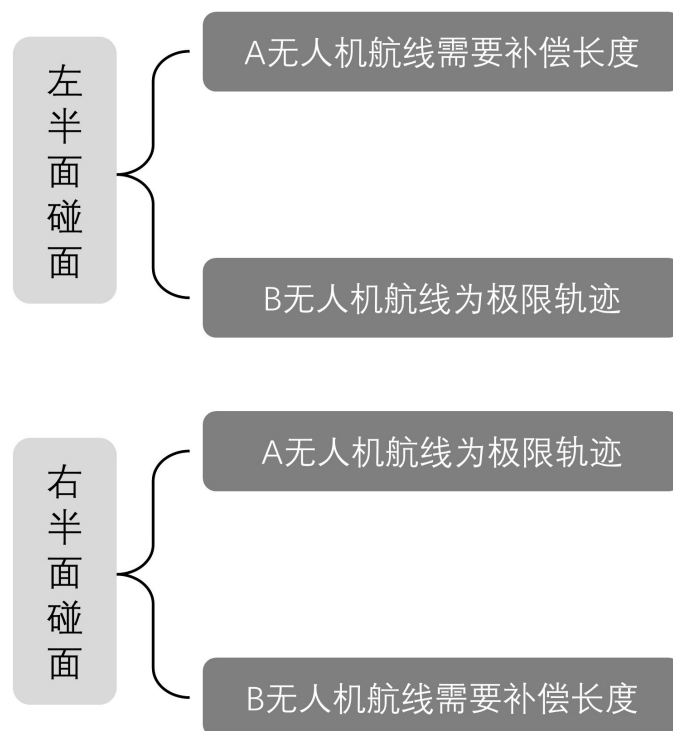 左半面碰面
A无人机航线需要补偿长度
B无人机航线为极限轨迹
右半面碰面
A无人机航线为极限轨迹
B无人机航线需要补偿长度